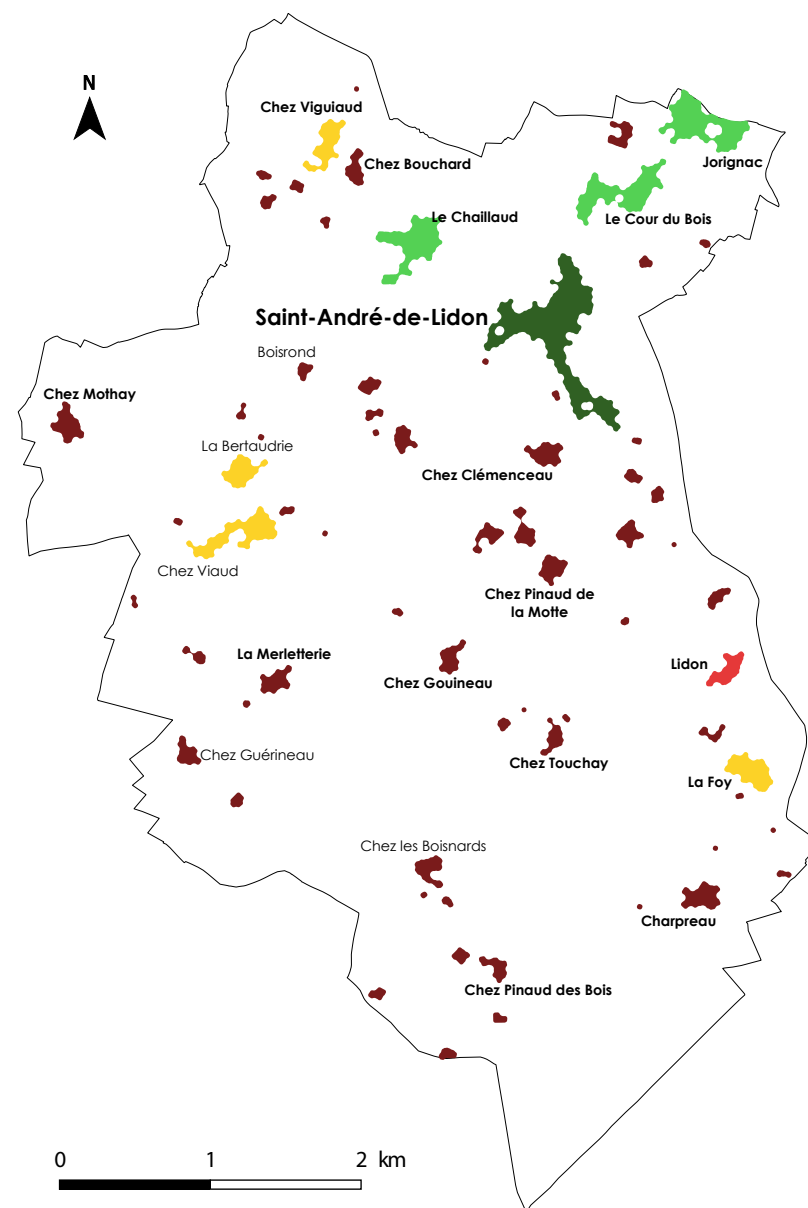 N
Chez Viguiaud
Chez Bouchard
Jorignac
Le Chaillaud
Le Cour du Bois
Saint-André-de-Lidon
Boisrond
Chez Mothay
La Bertaudrie
Chez Clémenceau
Chez Viaud
Chez Pinaud de
la Motte
La Merletterie
Chez Gouineau
Lidon
Chez Guérineau
Chez Touchay
La Foy
Chez les Boisnards
Charpreau
Chez Pinaud des Bois
0 1 2 km